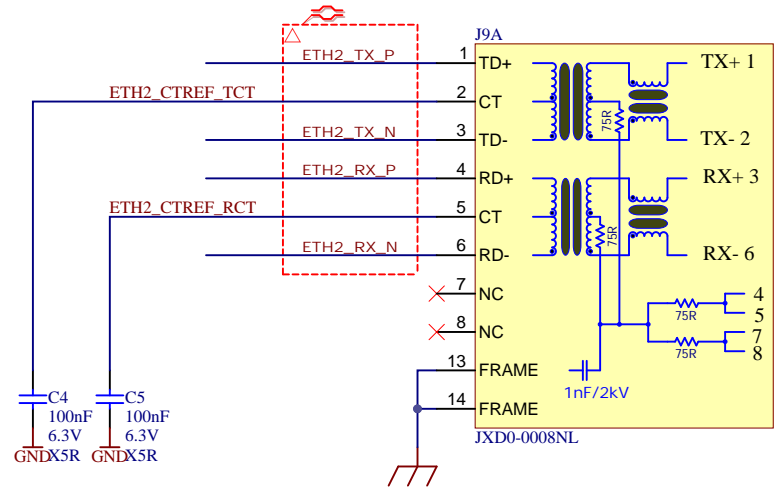 J9A
ETH2_TX_P
1
TD+
TX+ 1
ETH2_CTREF_TCT
2
CT
75R
ETH2_TX_N
3
TD-
TX- 2
ETH2_RX_P
4
RD+
RX+ 3
ETH2_CTREF_RCT
5
CT
75R
ETH2_RX_N
6
RD-
RX- 6
7
NC
4
75R
5
8
NC
7
75R
8
13
FRAME
1nF/2kV
14
FRAME
C4
100nF
6.3V
X5R
GND
C5
100nF
6.3V
X5R
GND
JXD0-0008NL